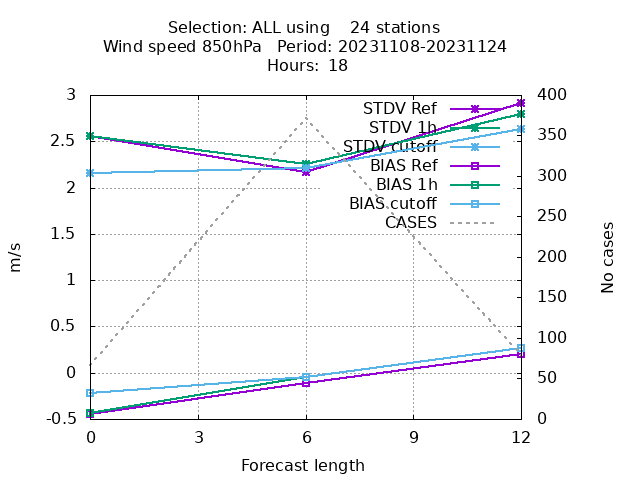 Selection: ALL using    24 stations
Wind speed 850hPa   Period: 20231108-20231124
Hours: 18
3
2.5
2
1.5
1
0.5
0
-0.5
m/s
STDV Ref
STDV 1h
STDV cutoff
BIAS Ref
BIAS 1h
BIAS cutoff
CASES
400
350
300
250
200
150
100
50
0
No cases
0 3 6 9 12
Forecast length